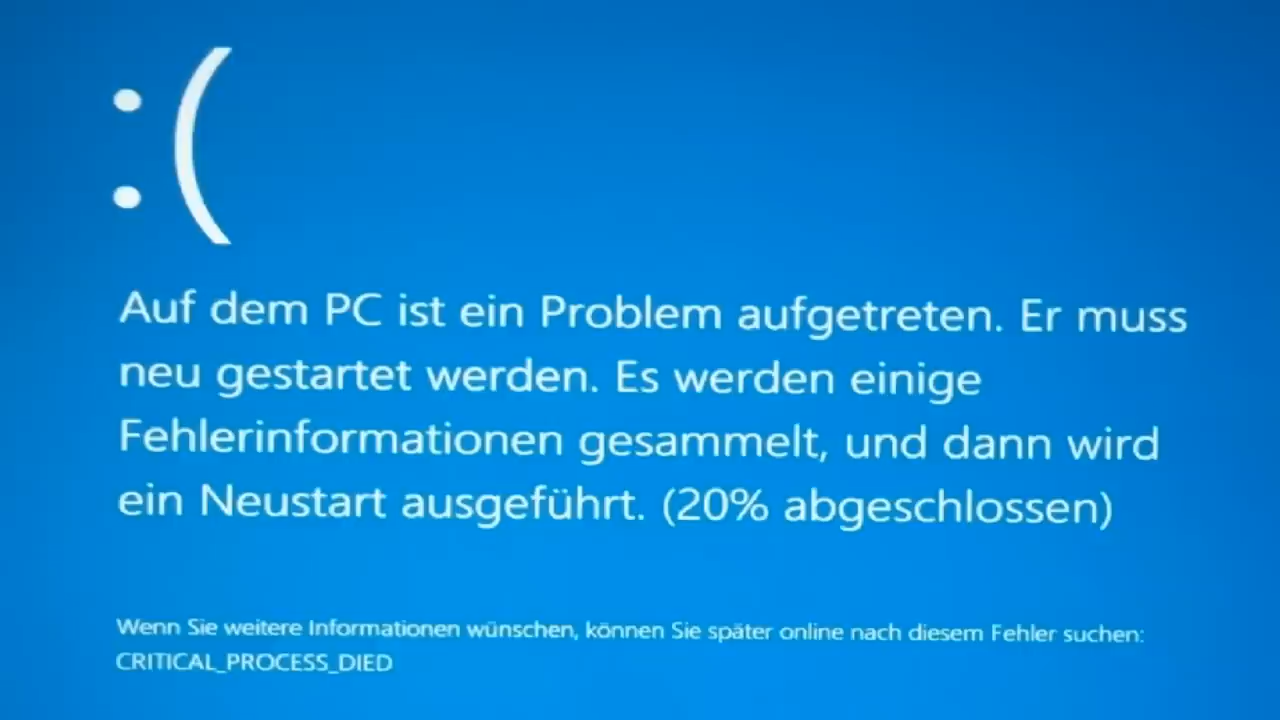 :(
Auf dem PC ist ein Problem aufgetreten. Er muss
neu gestartet werden. Es werden einige
Fehlerinformationen gesammelt, und dann wird
ein Neustart ausgeführt. (20% abgeschlossen)
Wenn Sie weitere Informationen wünschen, können Sie später online nach diesem Fehler suchen:
CRITICAL_PROCESS_DIED